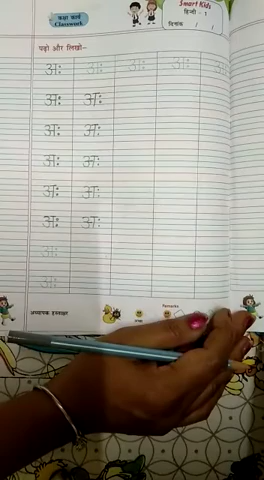 कक्षा कार्य
Classwork
Smart Kids
हिन्दी - 1
दिनांक / /
पढ़ो और लिखो–
अः अः अः अः अ
अः अः
अः अः
अः अः
अः अः
अः अः
अः
अः
अध्यापक हस्ताक्षर
Remarks